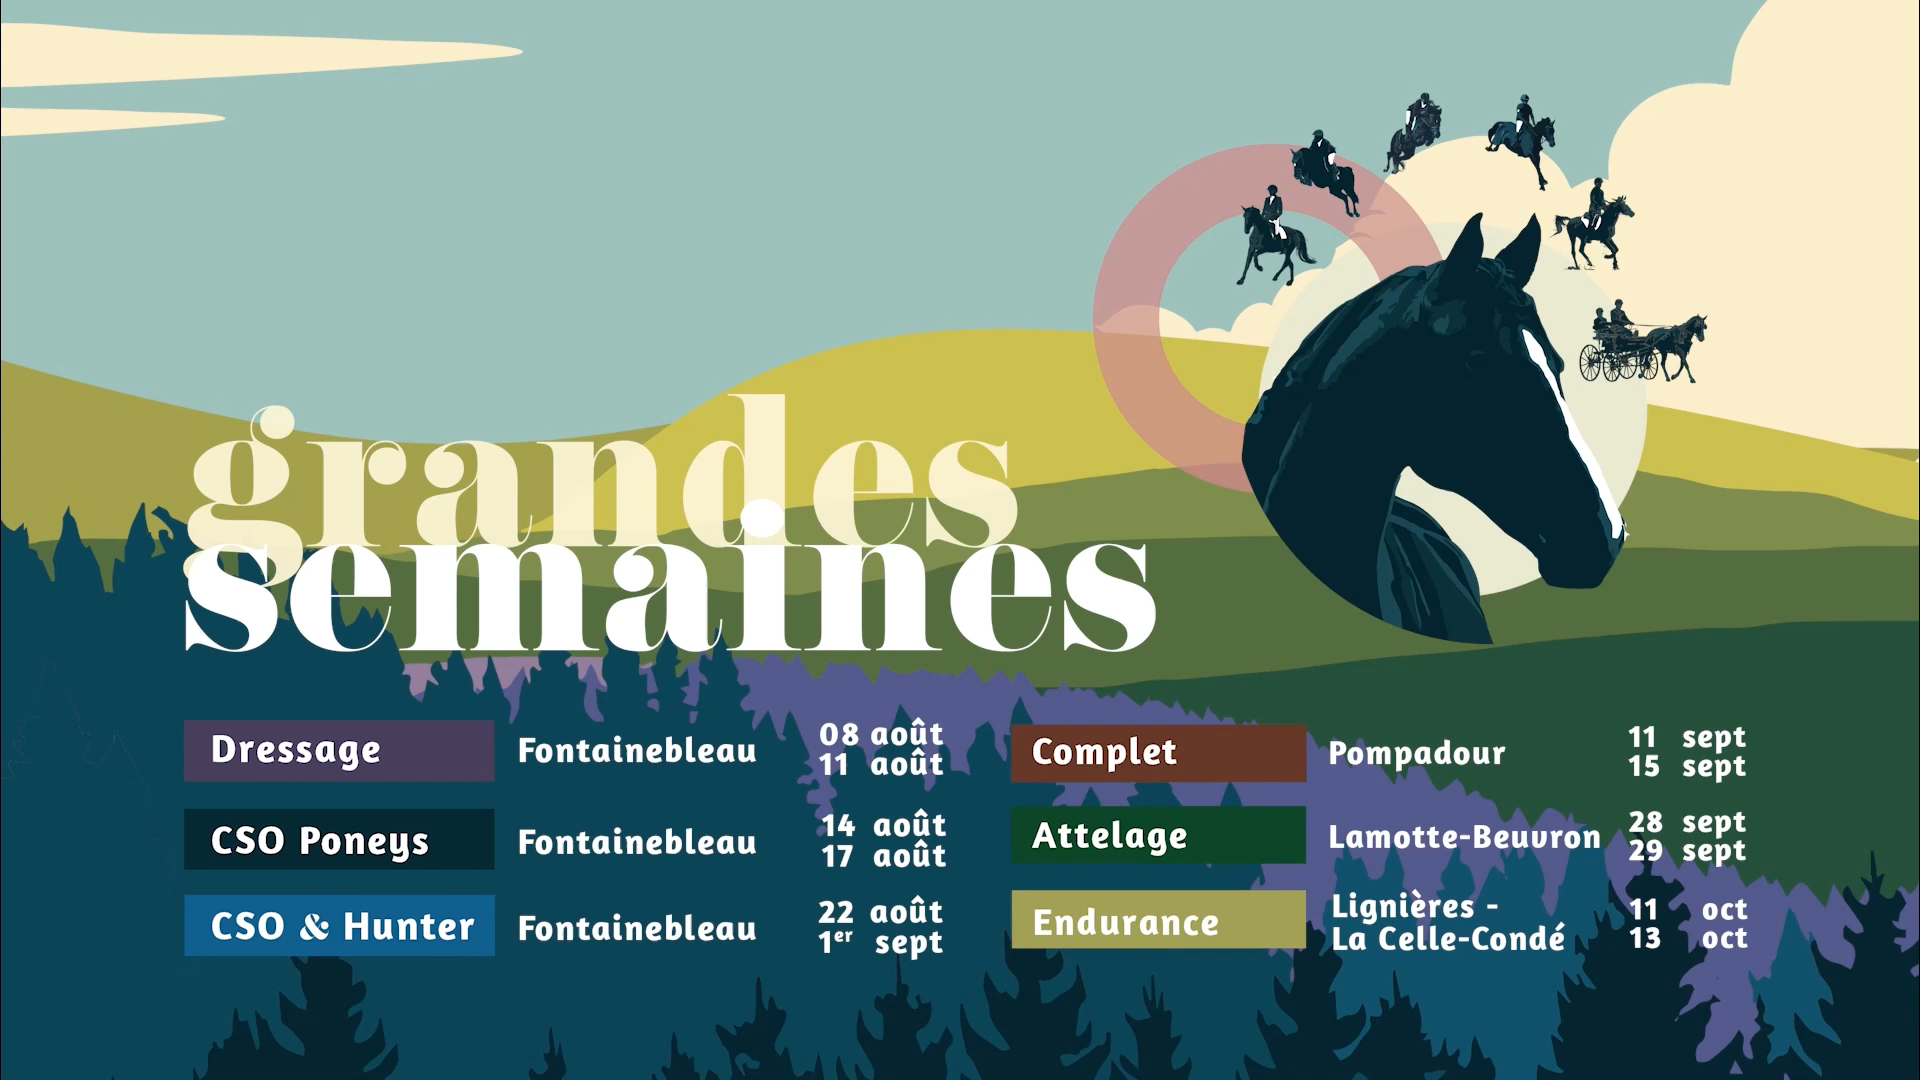 grandes
semaines
Dressage
Fontainebleau
08 août
11 août
CSO Poneys
Fontainebleau
14 août
17 août
CSO & Hunter
Fontainebleau
22 août
1er sept
Complet
Pompadour
11 sept
15 sept
Attelage
Lamotte-Beuvron
28 sept
29 sept
Endurance
Lignières -
La Celle-Condé
11 oct
13 oct